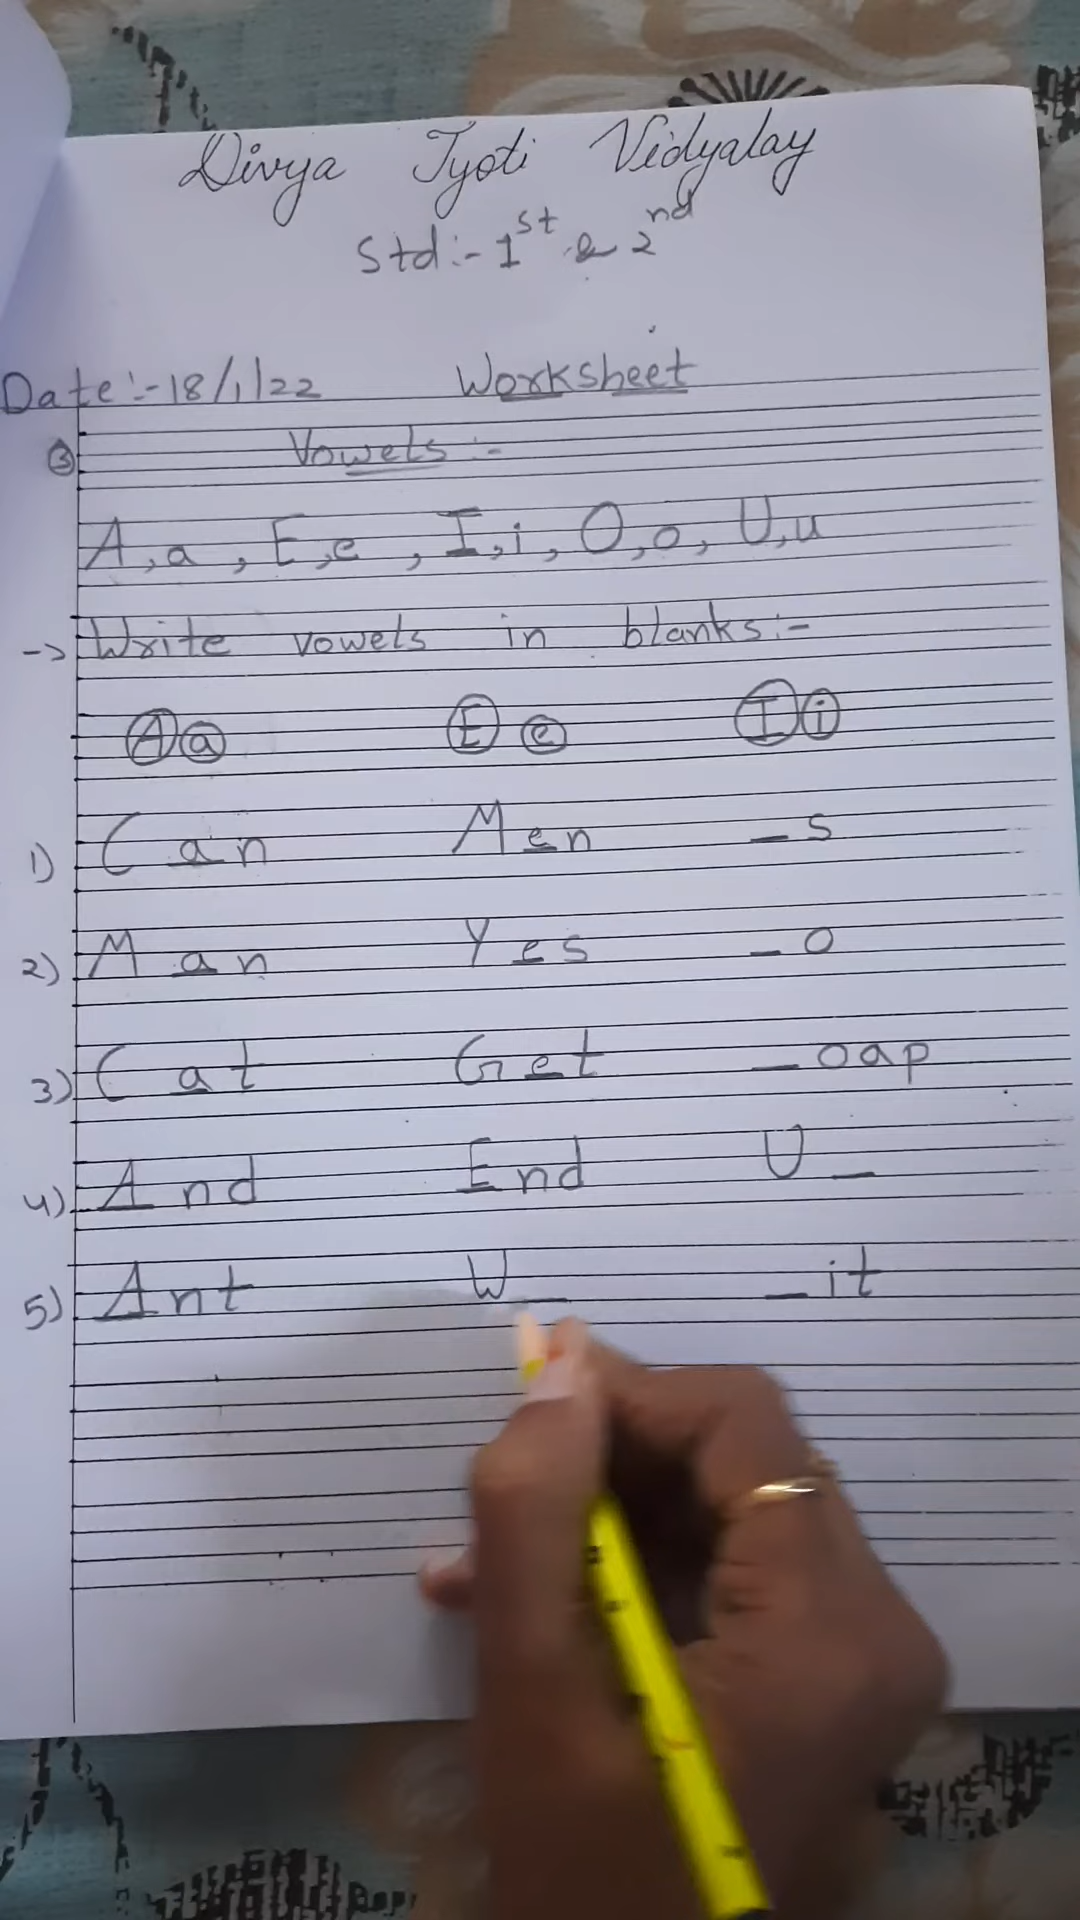 Divya Jyoti Vidyalay
Std:- 1st & 2nd
Date:- 18/1/22 Worksheet
③ Vowels :-
A,a, E,e, I,i, O,o, U,u
-> Write vowels in blanks:-
A a E e I i
1) Can Men _s
2) Man Yes _o
3) Cat Get _oap
4) And End U_
5) Ant W_ _it